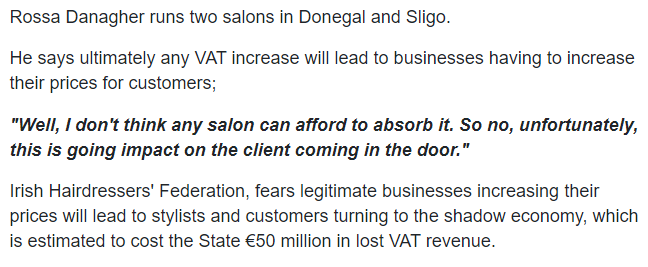 Rossa Danagher runs two salons in Donegal and Sligo.
He says ultimately any VAT increase will lead to businesses having to increase
their prices for customers;
"Well, I don't think any salon can afford to absorb it. So no, unfortunately,
this is going impact on the client coming in the door."
Irish Hairdressers' Federation, fears legitimate businesses increasing their
prices will lead to stylists and customers turning to the shadow economy, which
is estimated to cost the State €50 million in lost VAT revenue.